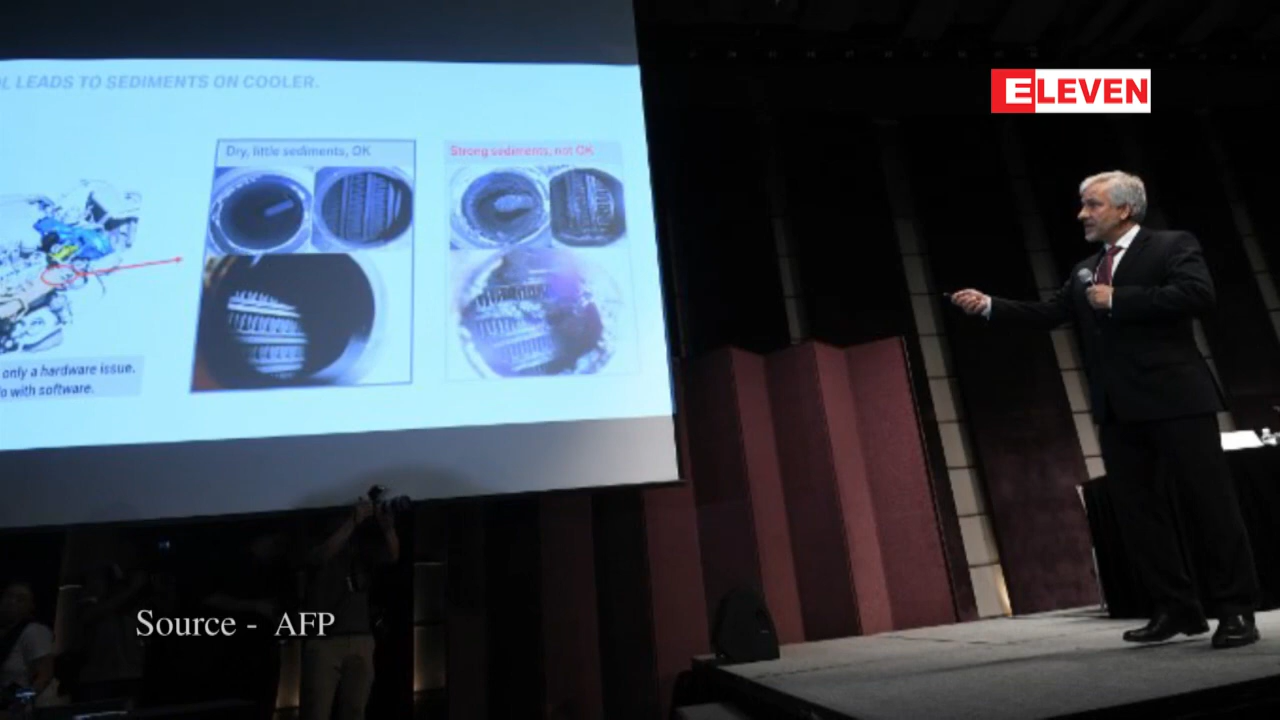 LEADS TO SEDIMENTS ON COOLER.
ELEVEN
Dry, little sediments, OK
Strong sediments, not OK
only a hardware issue.
with software.
Source - AFP